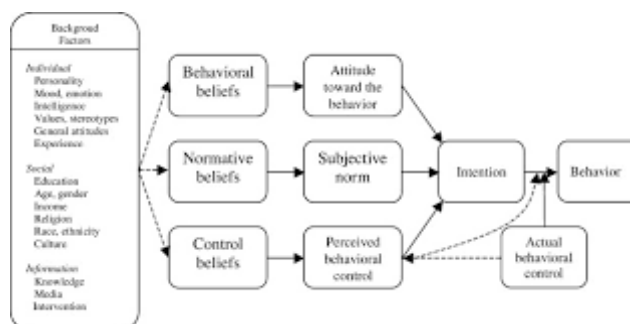 Backgroud
Factors
Individual
Personality
Mood, emotion
Intelligence
Values, stereotypes
General attitudes
Experience
Social
Education
Age, gender
Income
Religion
Race, ethnicity
Culture
Information
Knowledge
Media
Intervention
Behavioral
beliefs
Attitude
toward the
behavior
Normative
beliefs
Subjective
norm
Intention
Behavior
Control
beliefs
Perceived
behavioral
control
Actual
behavioral
control